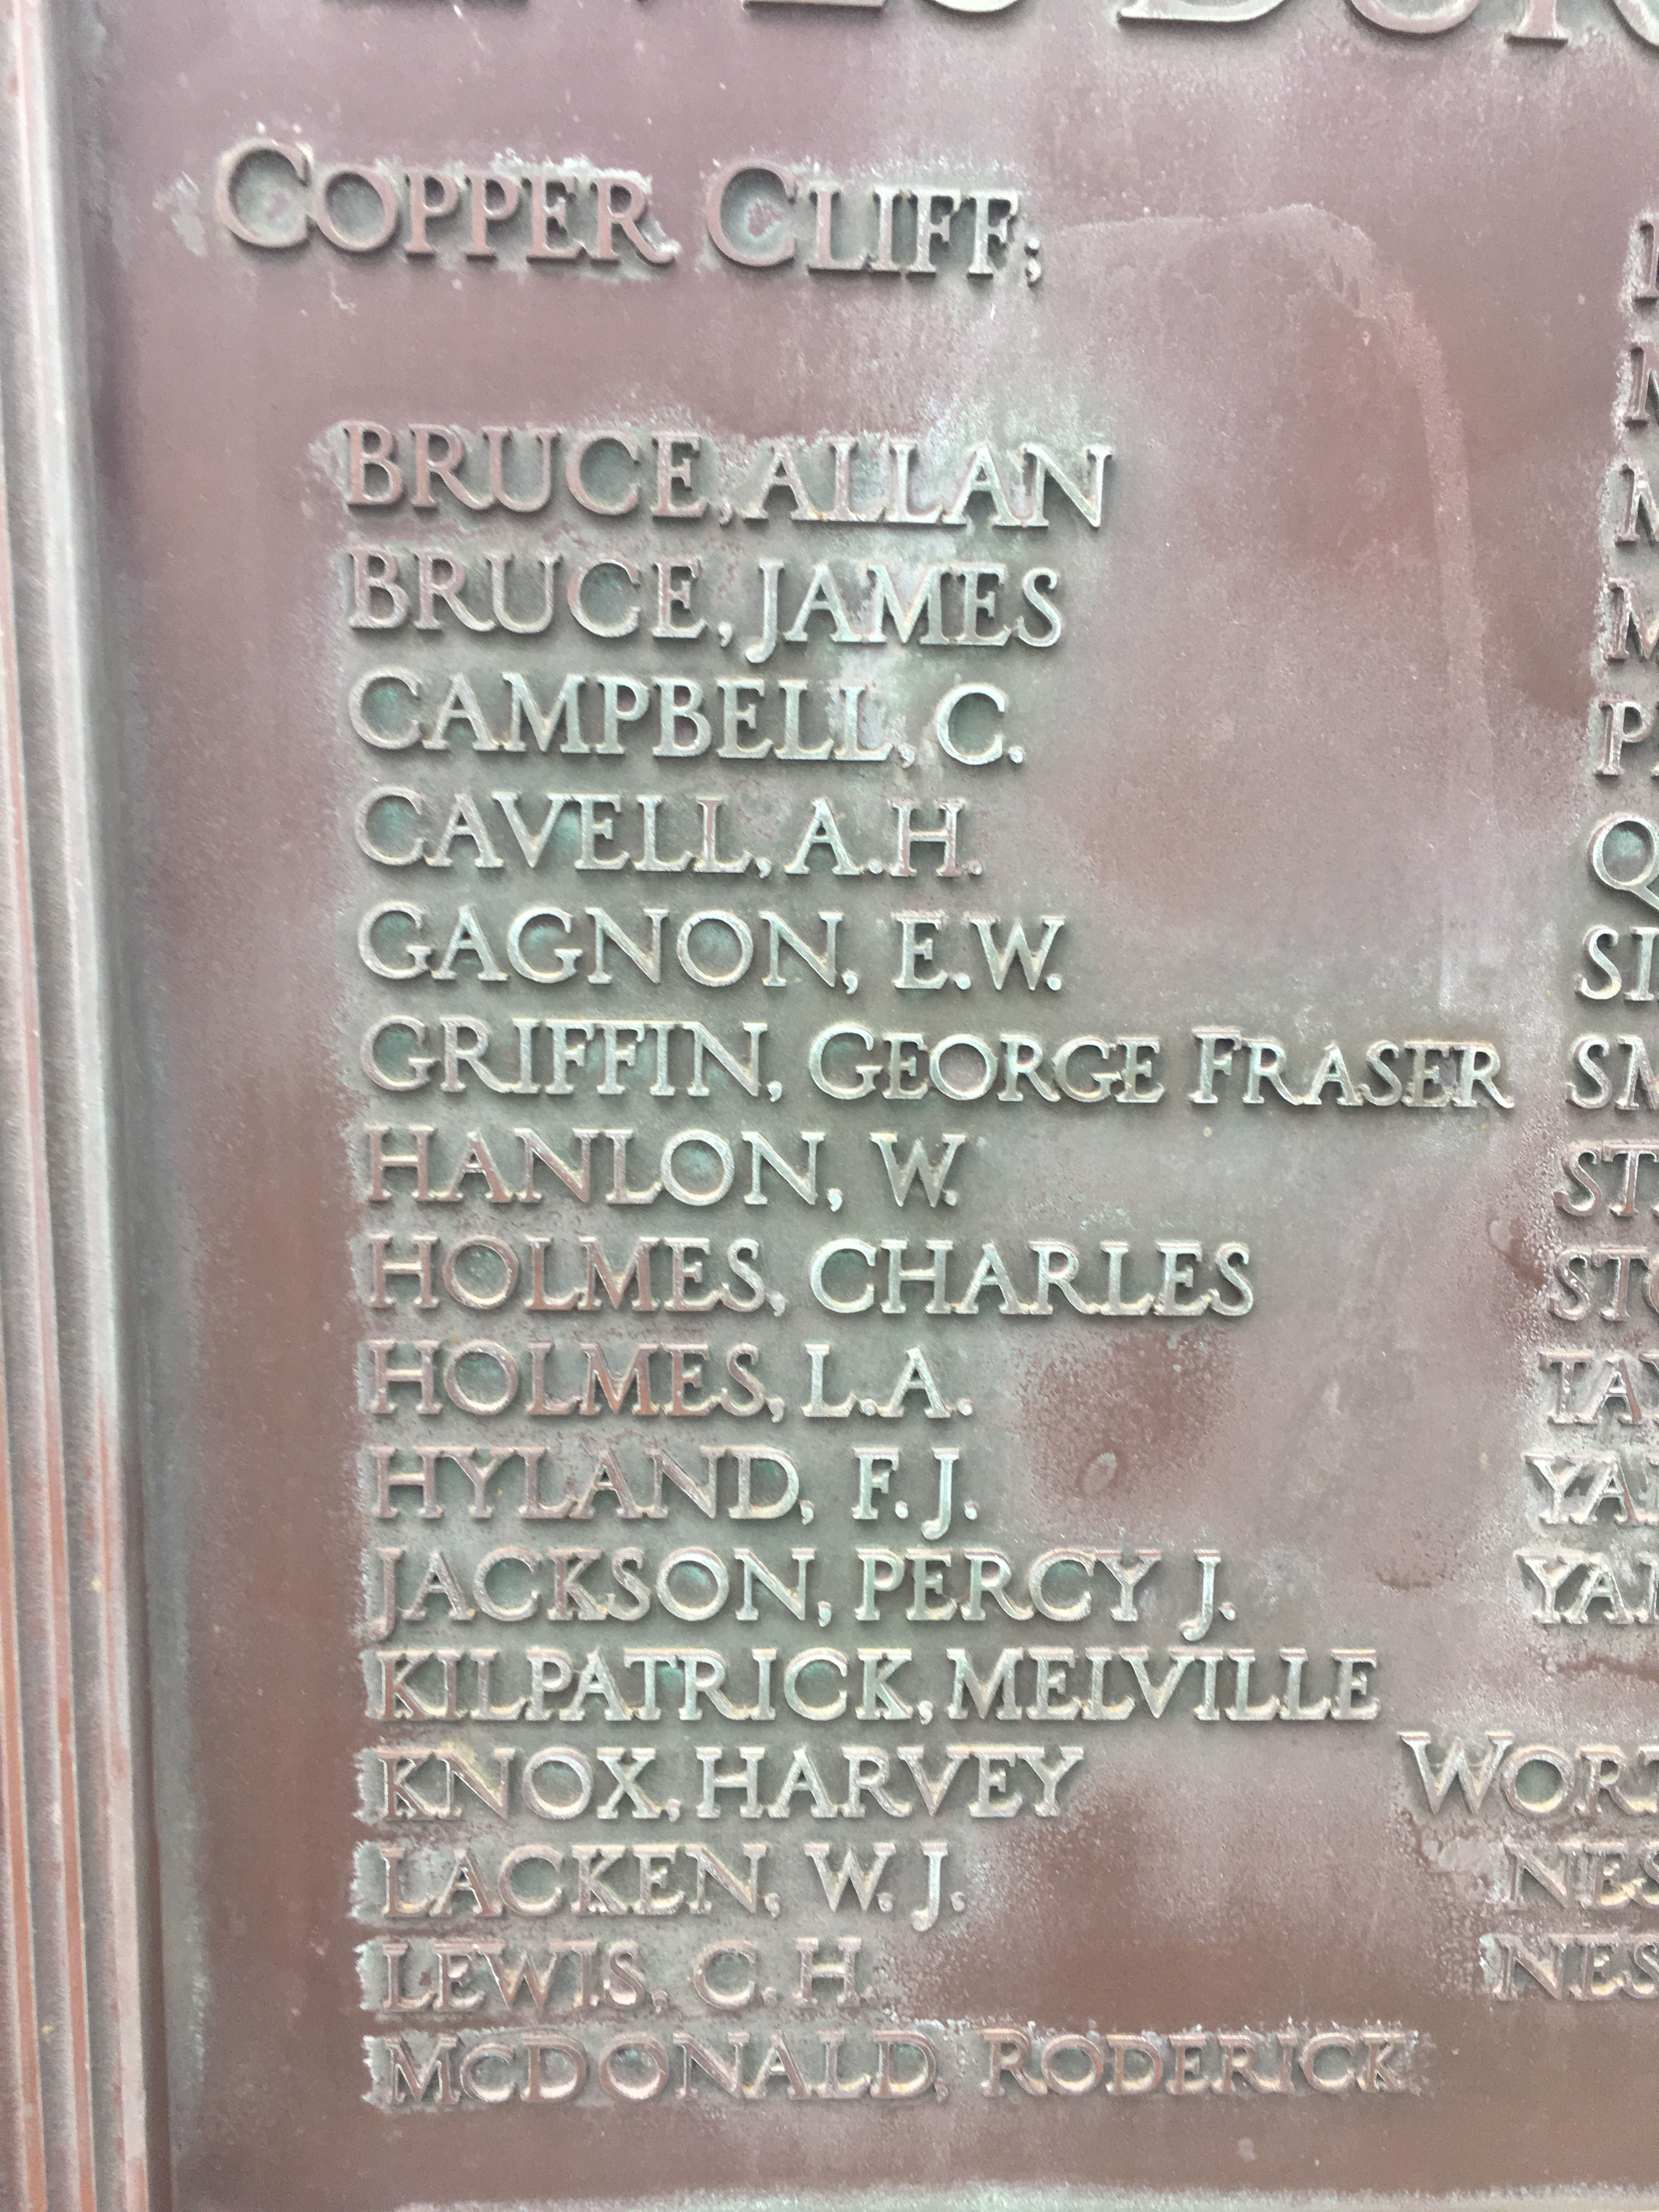 COPPER CLIFF;
BRUCE, ALLAN
BRUCE, JAMES
CAMPBELL, C.
CAVELL, A.H.
GAGNON, E.W.
GRIFFIN, GEORGE FRASER
HANLON, W.
HOLMES, CHARLES
HOLMES, L.A.
HYLAND, F.J.
JACKSON, PERCY J.
KILPATRICK, MELVILLE
KNOX, HARVEY
LACKEN, W.J.
LEWIS, C.H.
MCDONALD, RODERICK